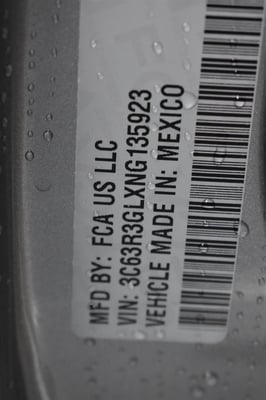 MFD BY: FCA US LLC
VIN: 3C63R3GLXNG135923
VEHICLE MADE IN: MEXICO